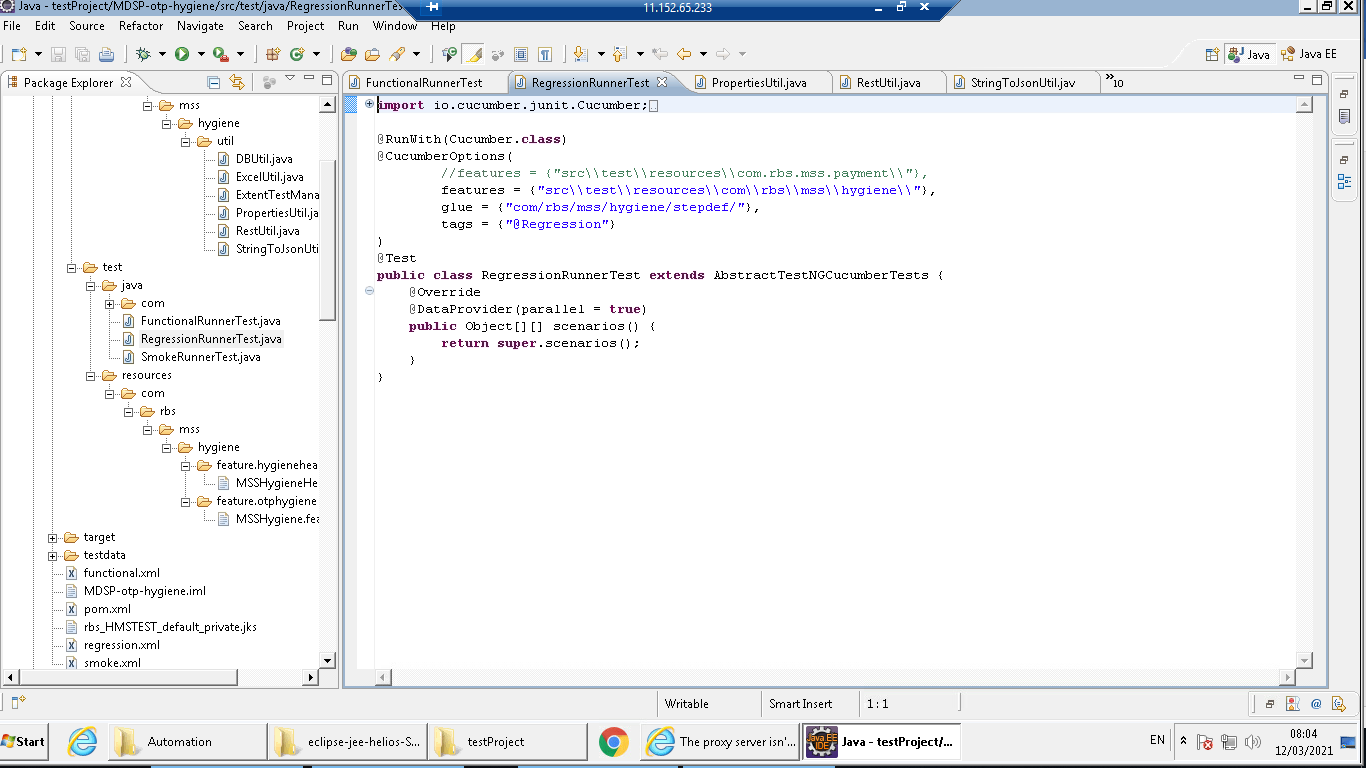 Java - testProject/MDSP-otp-hygiene/src/test/java/RegressionRunnerTes
11.152.65.233
File Edit Source Refactor Navigate Search Project Run Window Help
Java Java EE
Package Explorer
FunctionalRunnerTest RegressionRunnerTest PropertiesUtil.java RestUtil.java StringToJsonUtil.jav »10
mss
hygiene
util
DBUtil.java
ExcelUtil.java
ExtentTestMana
PropertiesUtil.ja
RestUtil.java
StringToJsonUti
test
java
com
FunctionalRunnerTest.java
RegressionRunnerTest.java
SmokeRunnerTest.java
resources
com
rbs
mss
hygiene
feature.hygienehea
MSSHygieneHe
feature.otphygiene
MSSHygiene.fea
target
testdata
functional.xml
MDSP-otp-hygiene.iml
pom.xml
rbs_HMSTEST_default_private.jks
regression.xml
smoke.xml
import io.cucumber.junit.Cucumber;
@RunWith(Cucumber.class)
@CucumberOptions(
//features = {"src\\test\\resources\\com.rbs.mss.payment\\"},
features = {"src\\test\\resources\\com\\rbs\\mss\\hygiene\\"},
glue = {"com/rbs/mss/hygiene/stepdef/"},
tags = {"@Regression"}
)
@Test
public class RegressionRunnerTest extends AbstractTestNGCucumberTests {
@Override
@DataProvider(parallel = true)
public Object[][] scenarios() {
return super.scenarios();
}
}
Writable Smart Insert 1 : 1
Start Automation eclipse-jee-helios-S... testProject The proxy server isn'... Java - testProject/... EN 08:04
12/03/2021